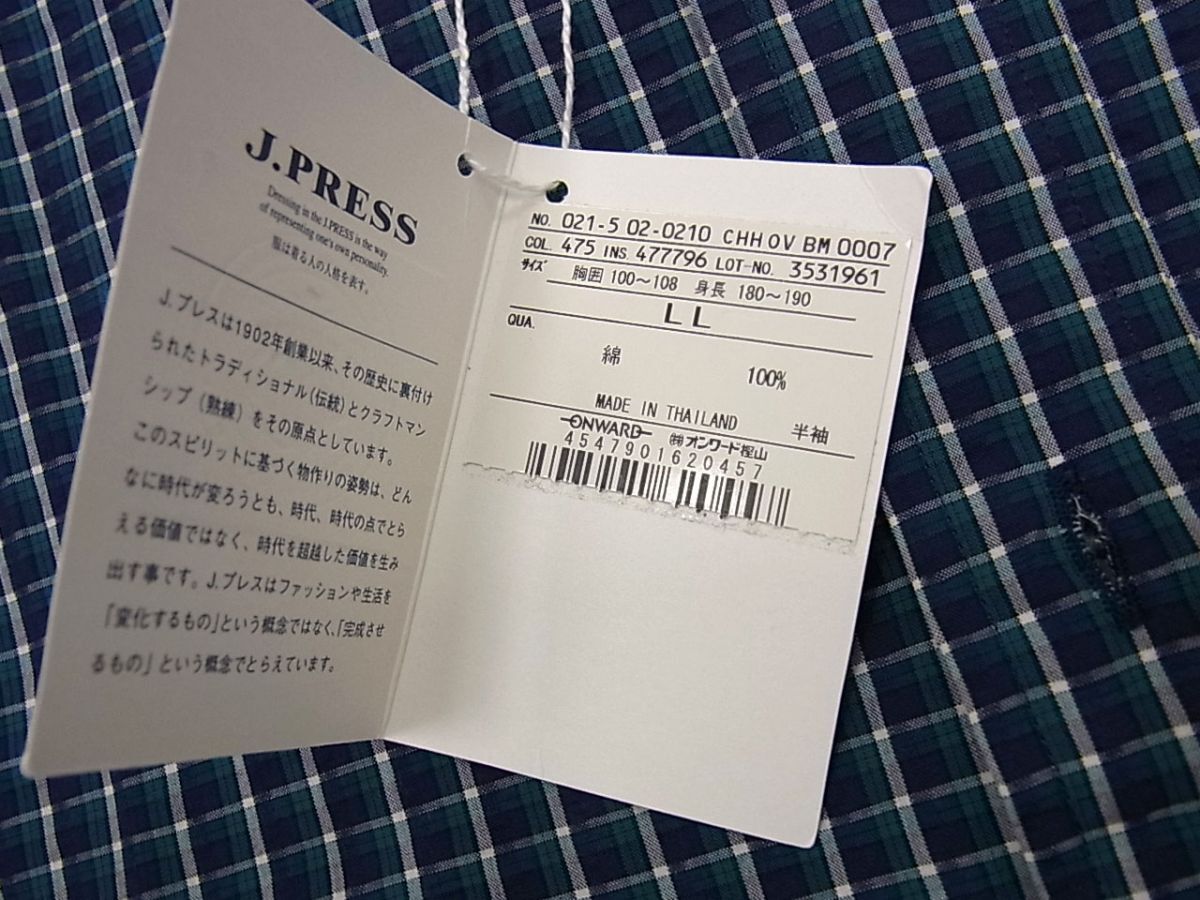 J.PRESS
Dressing in the J.PRESS is the way
of representing one's own personality.
服は着る人の人格を表す。
J.プレスは1902年創業以来、その歴史に裏付け
られたトラディショナル(伝統)とクラフトマン
シップ(熟練)をその原点としています。
このスピリットに基づく物作りの姿勢は、どん
なに時代が変ろうとも、時代、時代の点でとら
える価値ではなく、時代を超越した価値を生み
出す事です。J.プレスはファッションや生活を
「変化するもの」という概念ではなく、「完成させ
るもの」という概念でとらえています。
NO. 021-5 02-0210 CHH OV BM 0007
COL. 475 INS. 477796 LOT-NO. 3531961
サイズ 胸囲 100～108 身長 180～190
LL
QUA.
綿 100%
MADE IN THAILAND 半袖
ONWARD ㈱オンワード樫山
4547901620457